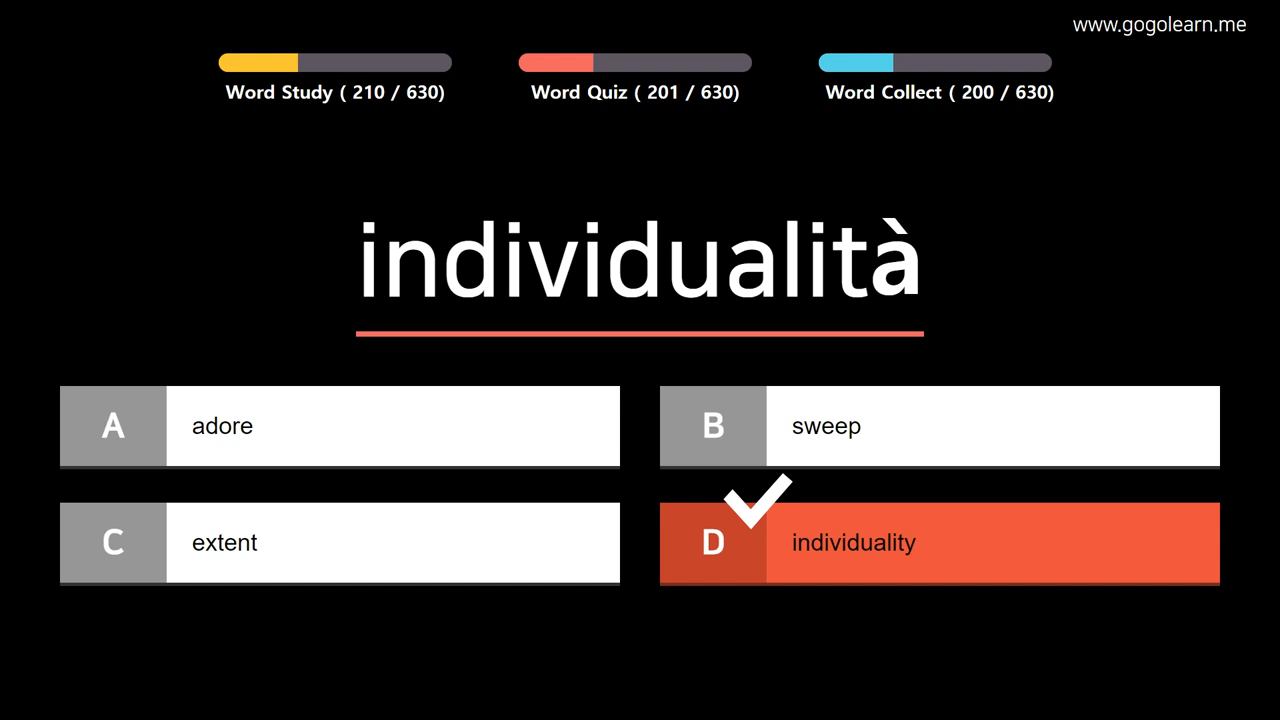 www.gogolearn.me
Word Study ( 210 / 630)
Word Quiz ( 201 / 630)
Word Collect ( 200 / 630)
individualità
A adore
B sweep
C extent
D individuality